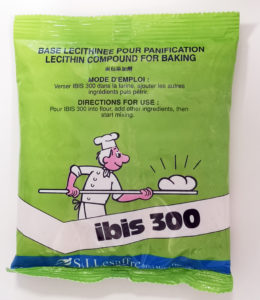 BASE LECITHINEE POUR PANIFICATION
LECITHIN COMPOUND FOR BAKING
MODE D'EMPLOI :
Verser IBIS 300 dans la farine, ajouter les autres
ingrédients puis pétrir.
DIRECTIONS FOR USE :
Pour IBIS 300 into flour, add other ingredients, then
start mixing.
ibis 300
S.I.Lesaffre